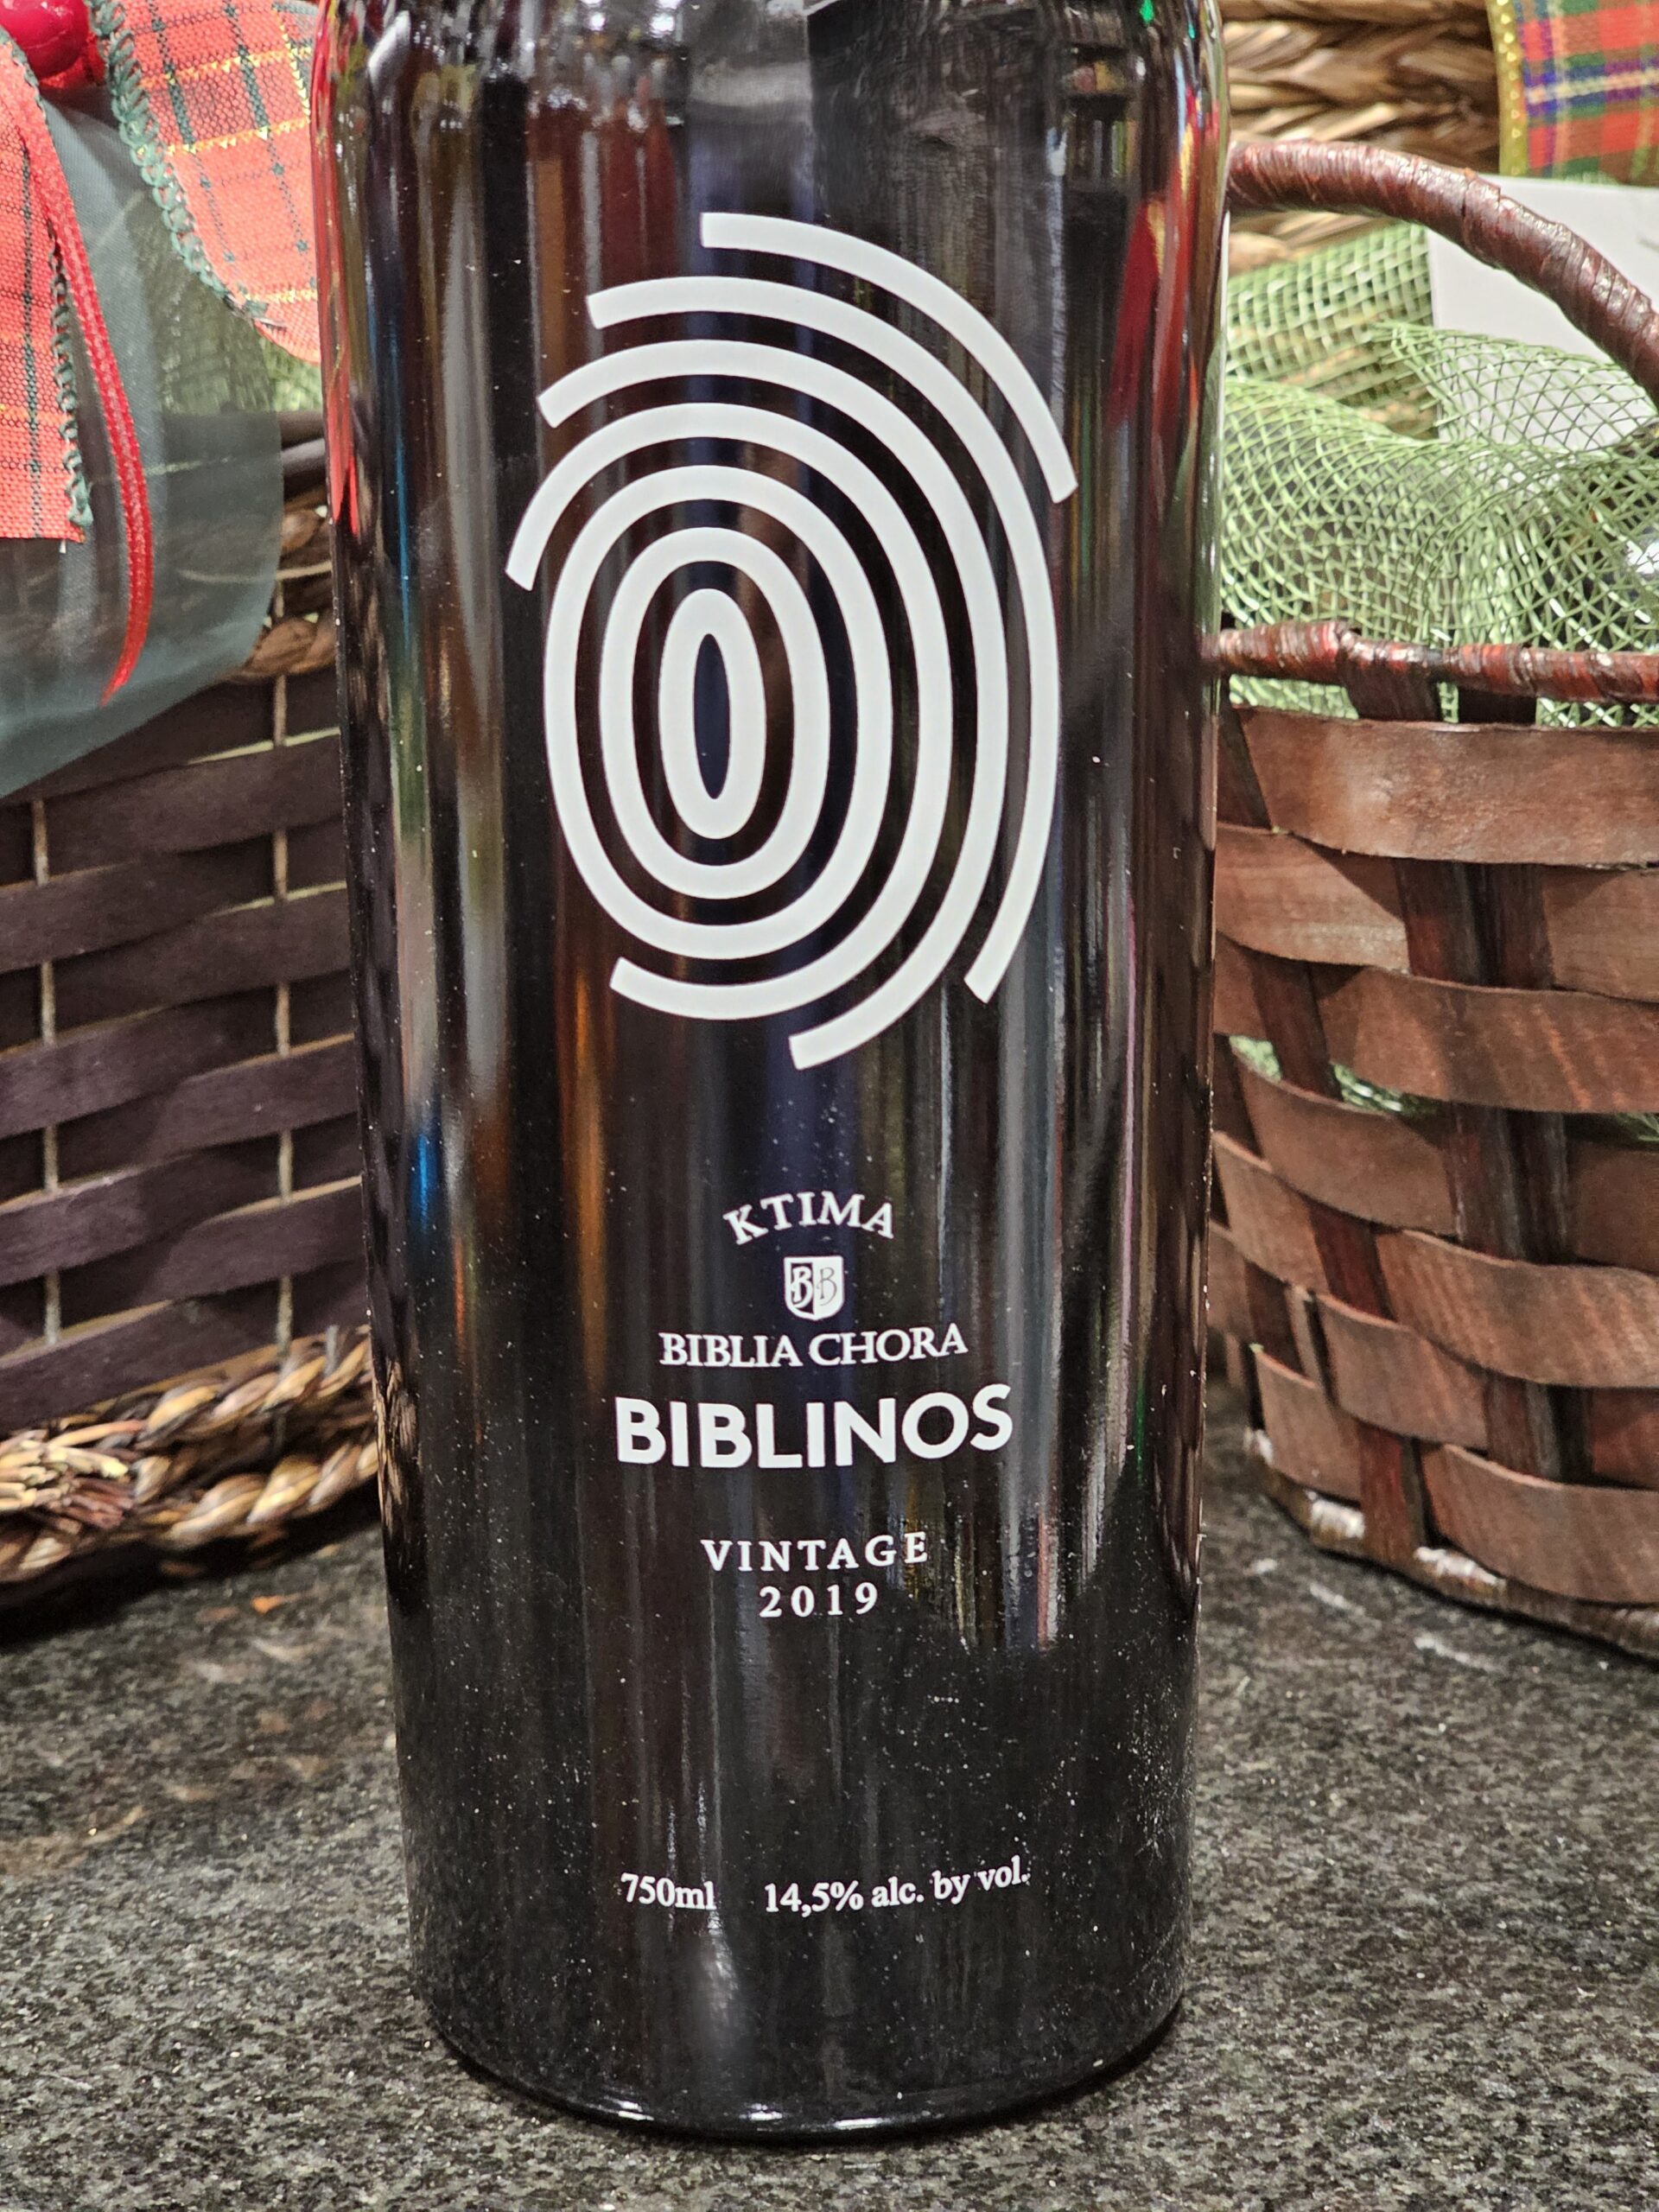 KTIMA
BB
BIBLIA CHORA
BIBLINOS
VINTAGE
2019
750ml 14,5% alc. by vol.